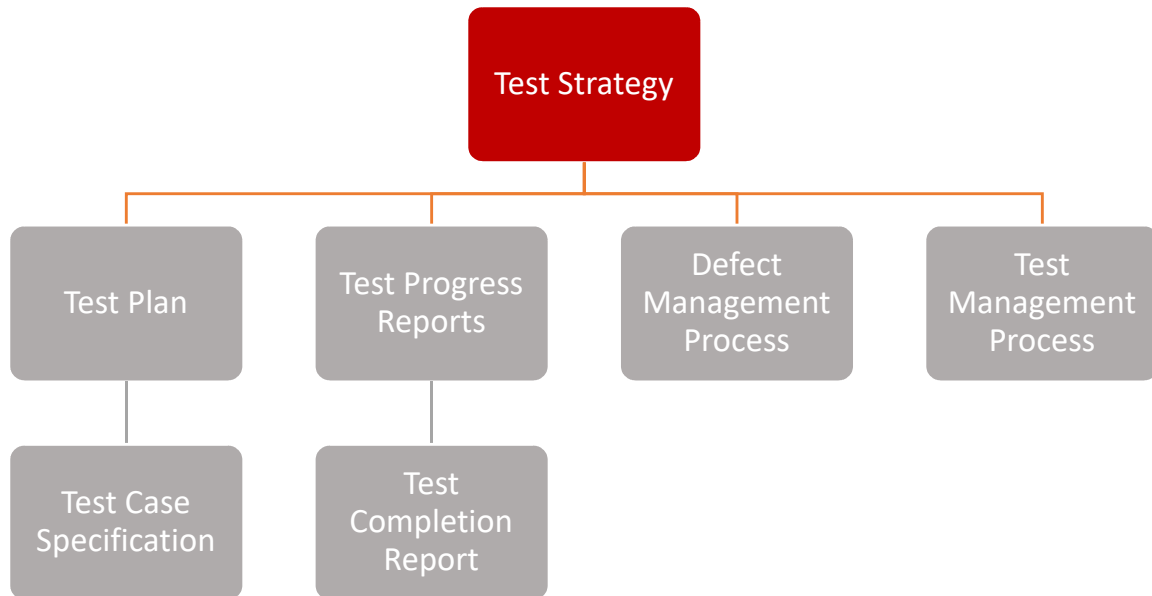 Test Strategy
Test Plan
Test Progress
Reports
Defect
Management
Process
Test
Management
Process
Test Case
Specification
Test
Completion
Report